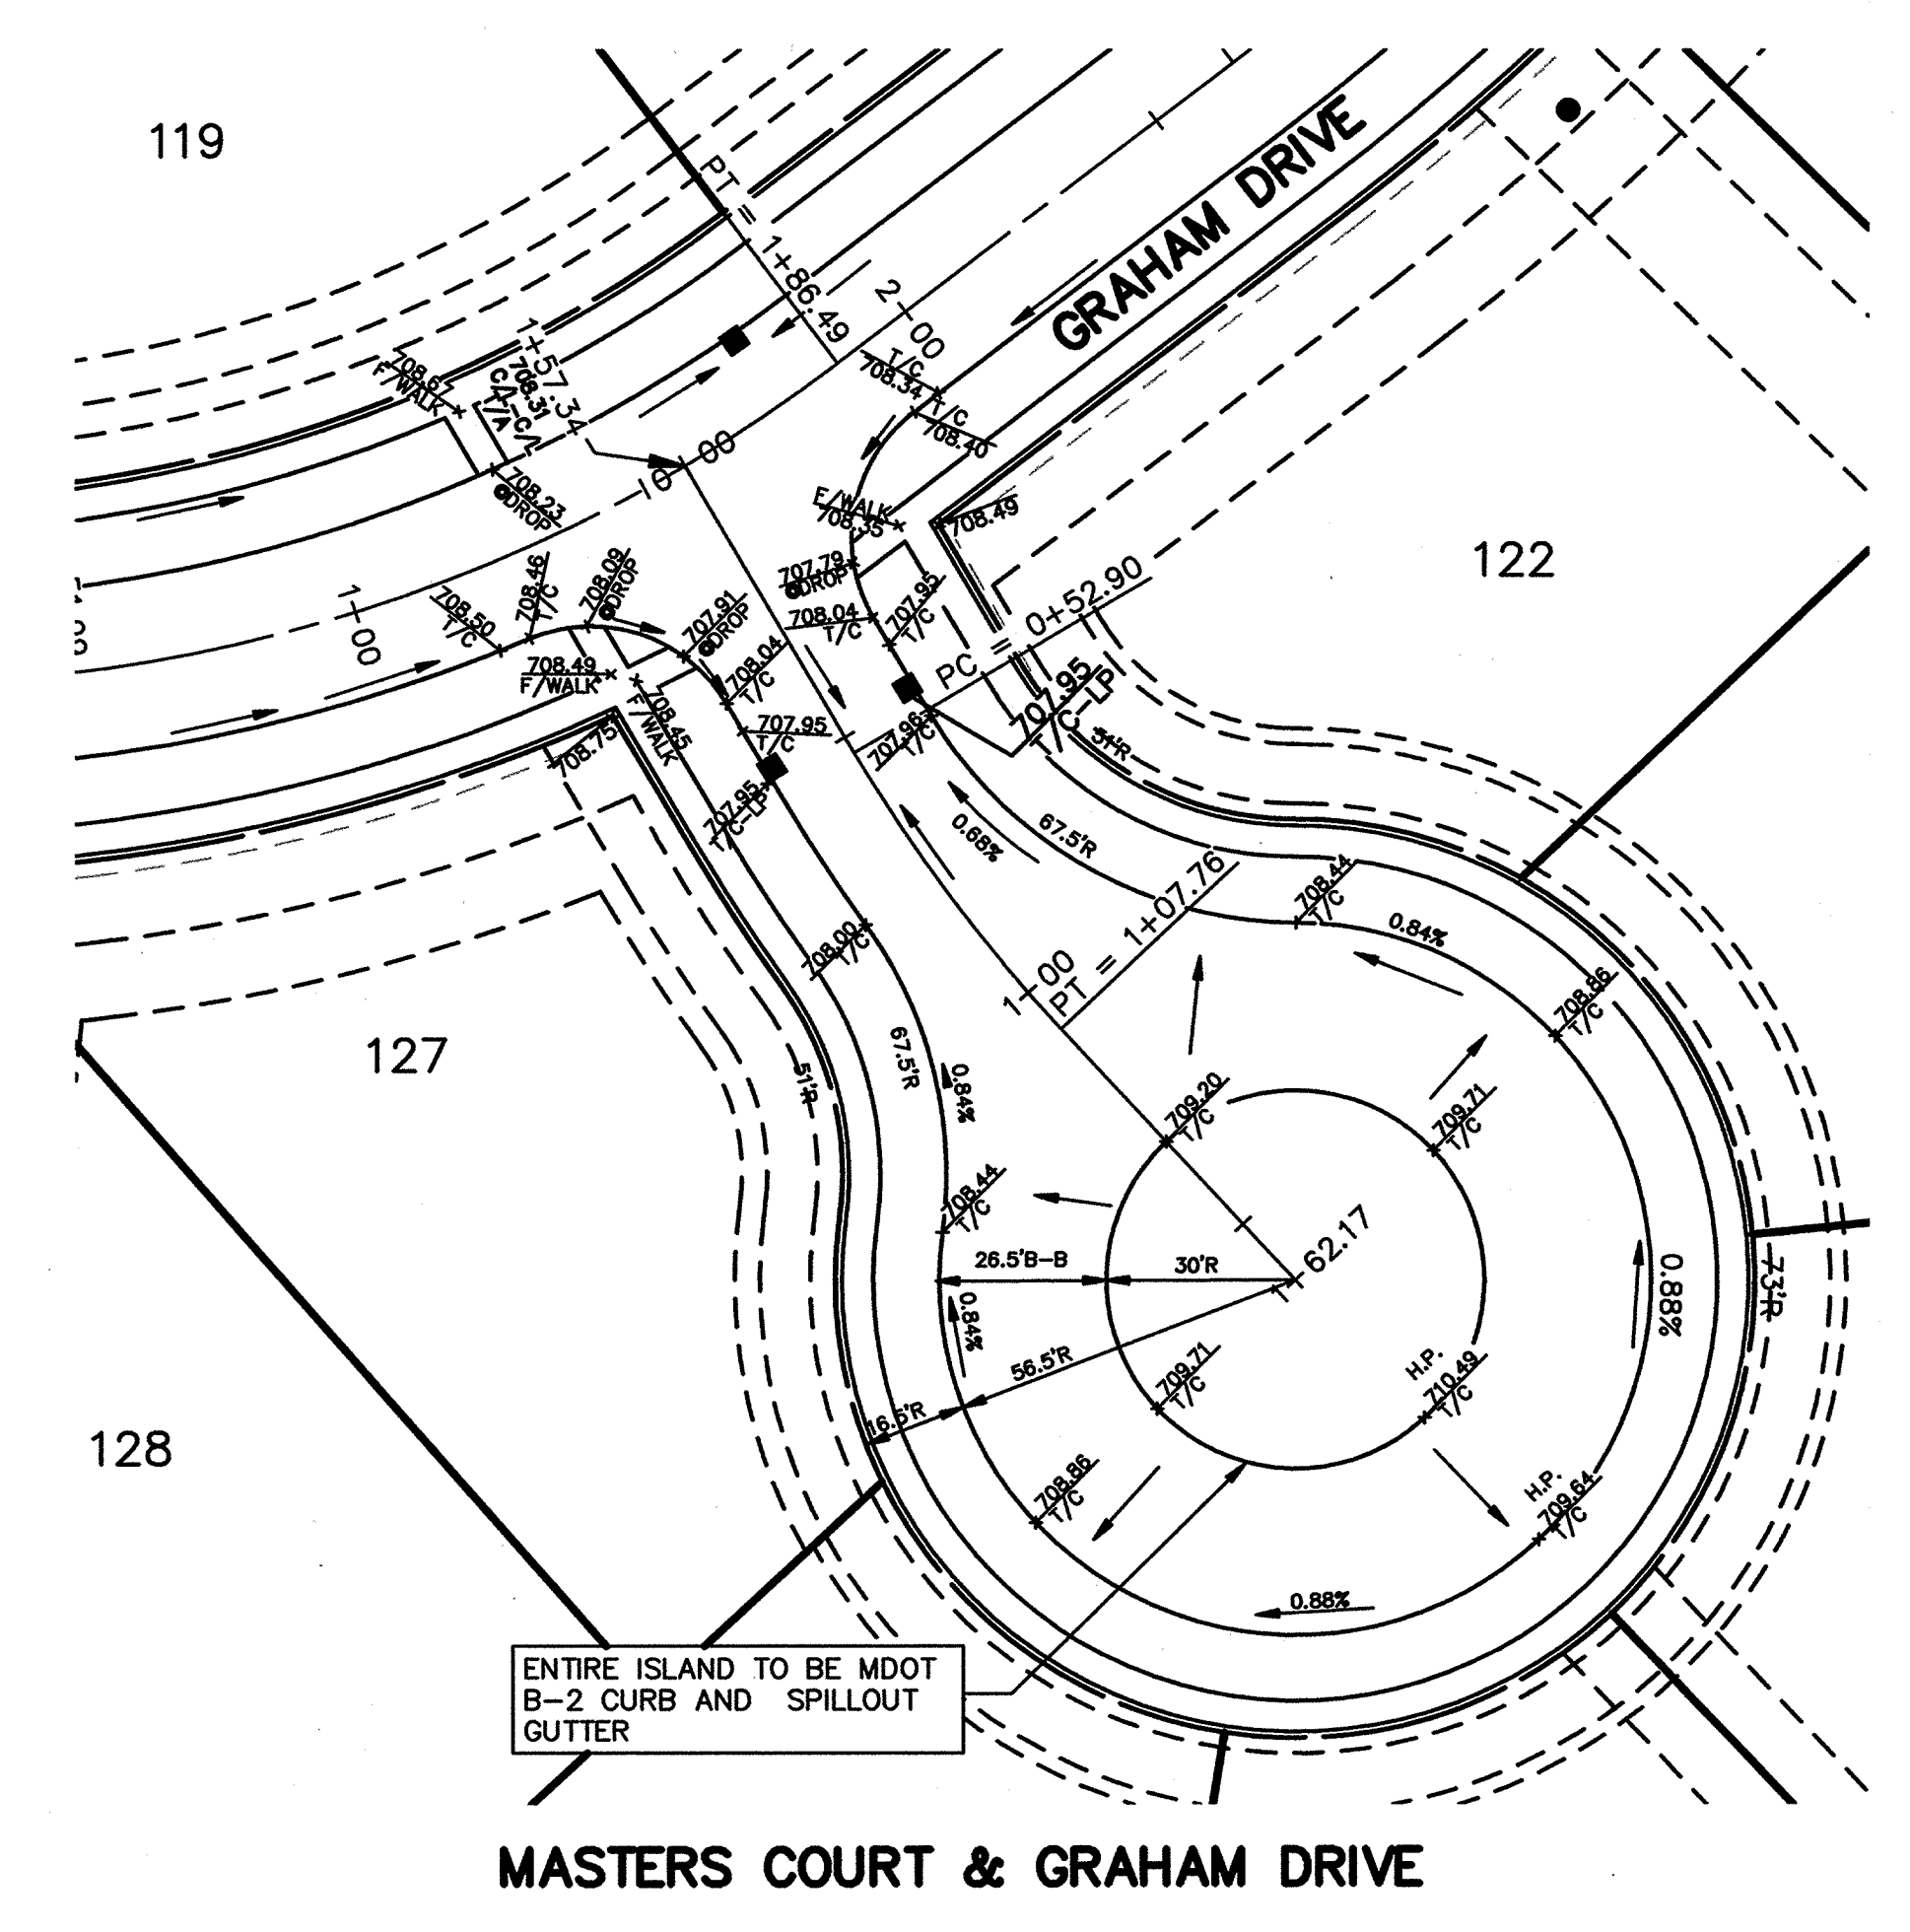 119
PT = 1+86.49
2+00
GRAHAM DRIVE
T/C
708.34
T/C
708.40
F/WALK
1+57.34
708.31
708.23
@DROP
10+00
F/WALK
708.35
708.49
122
707.79
@DROP
708.46
T/C
708.09
@DROP
1+00
708.50
T/C
707.91
@DROP
708.04
T/C
707.95
T/C
PC = 0+52.90
708.49
F/WALK
708.45
F/WALK
708.04
T/C
707.95
T/C
707.95
T/C-LP
708.75
707.96
T/C
51'R
707.95
T/C-LP
0.68%
67.5'R
PT = 1+07.76
708.44
T/C
0.84%
708.00
T/C
1+00
708.86
T/C
127
67.5'R
51'R
0.84%
709.20
T/C
709.71
T/C
708.44
T/C
62.17
26.5'B-B
30'R
1
0.88%
73'R
0.84%
56.5'R
16.5'R
709.71
T/C
H.P.
710.49
T/C
128
708.86
T/C
H.P.
709.64
T/C
0.88%
ENTIRE ISLAND TO BE MDOT
B-2 CURB AND SPILLOUT
GUTTER
MASTERS COURT & GRAHAM DRIVE